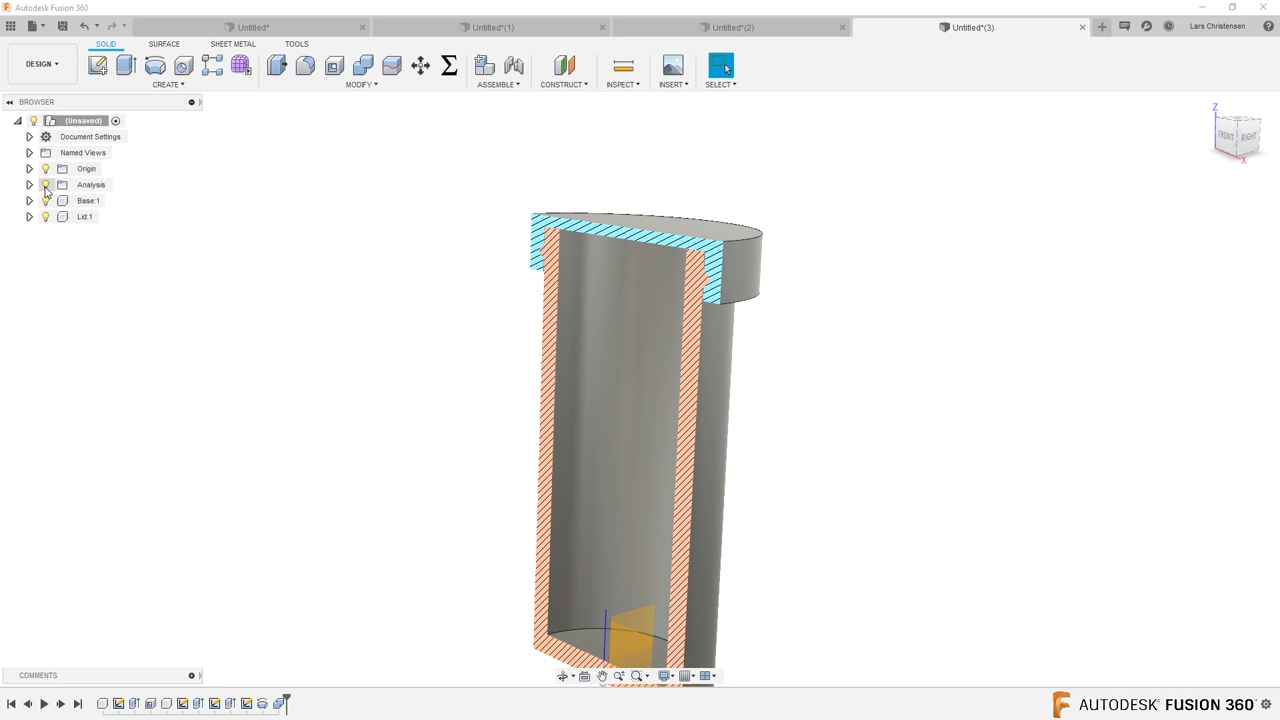 Autodesk Fusion 360
Untitled* Untitled*(1) Untitled*(2) Untitled*(3) Lars Christensen
SOLID SURFACE SHEET METAL TOOLS
DESIGN
CREATE MODIFY ASSEMBLE CONSTRUCT INSPECT INSERT SELECT
BROWSER
(Unsaved)
Document Settings
Named Views
Origin
Analysis
Base:1
Lid:1
Z
FRONT RIGHT
X
COMMENTS
AUTODESK® FUSION 360™